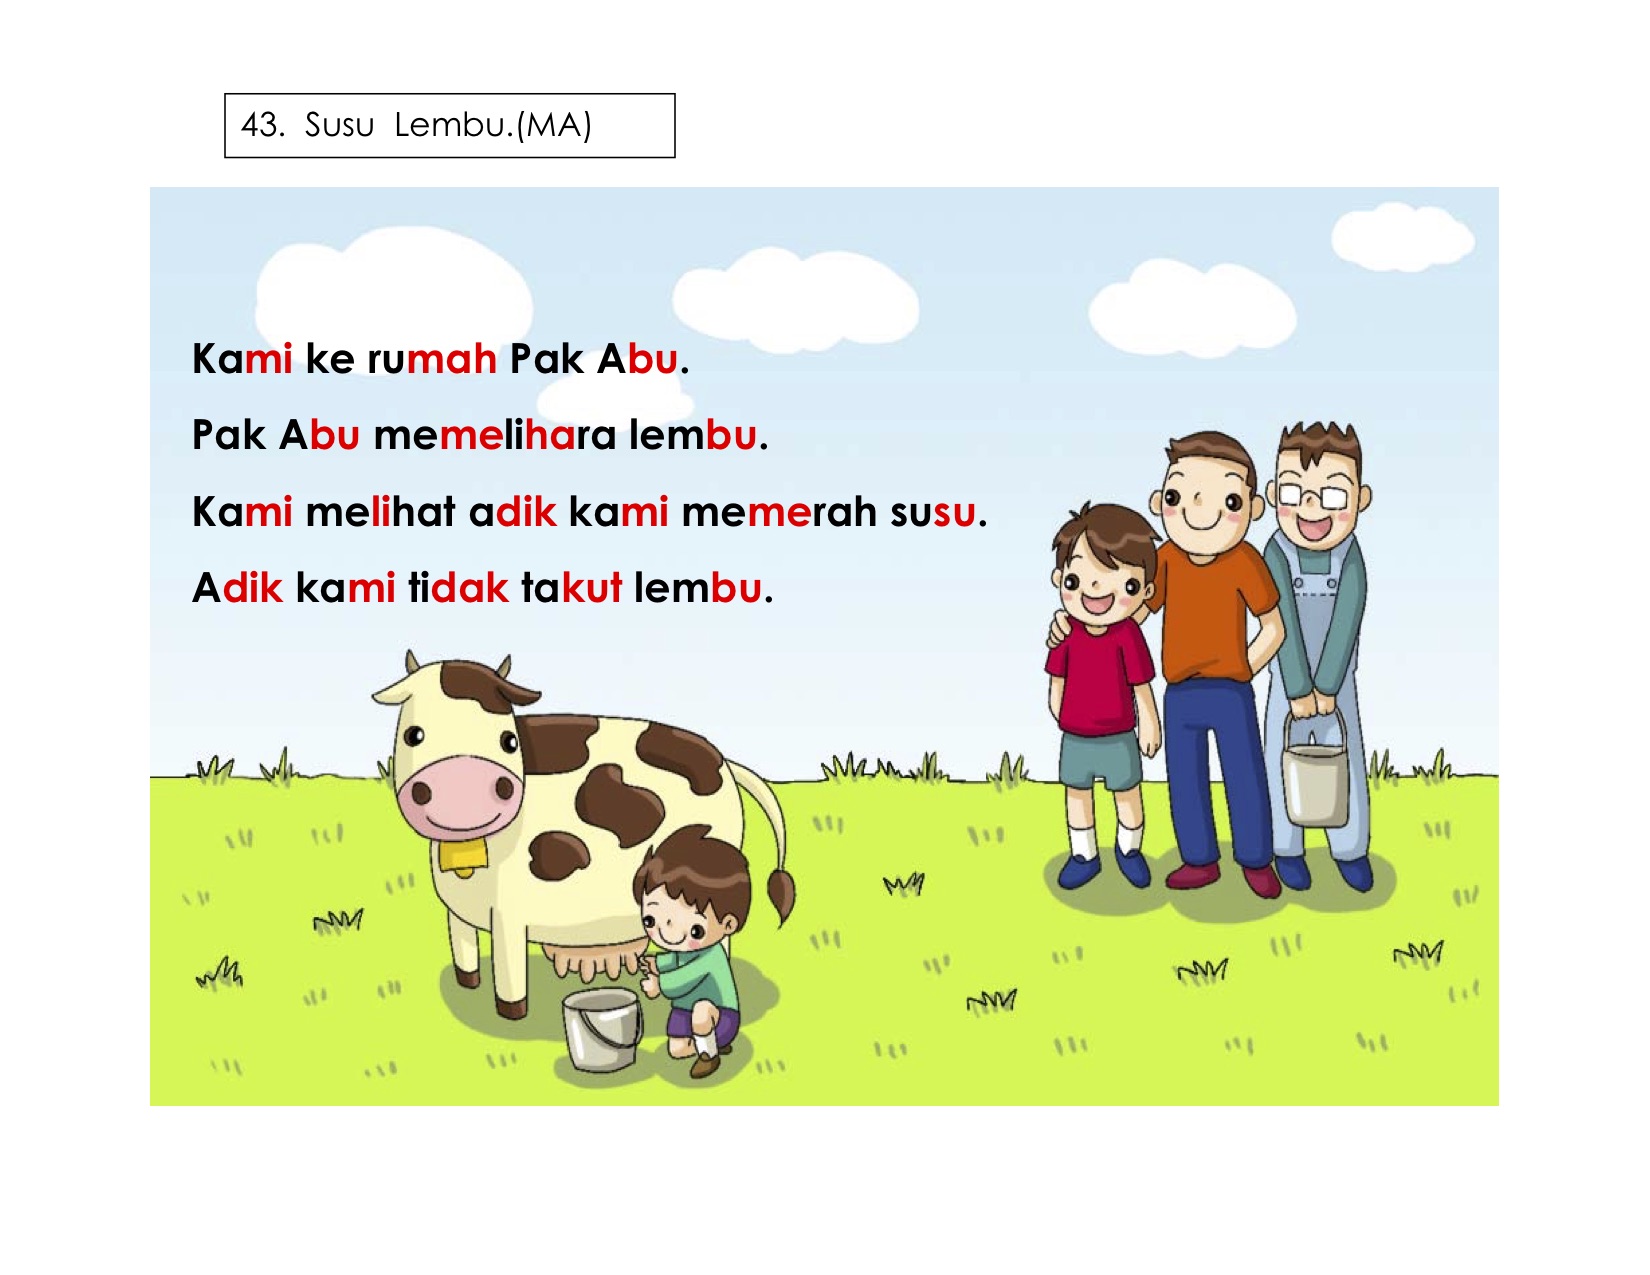 43. Susu Lembu.(MA)
Kami ke rumah Pak Abu.
Pak Abu memelihara lembu.
Kami melihat adik kami memerah susu.
Adik kami tidak takut lembu.